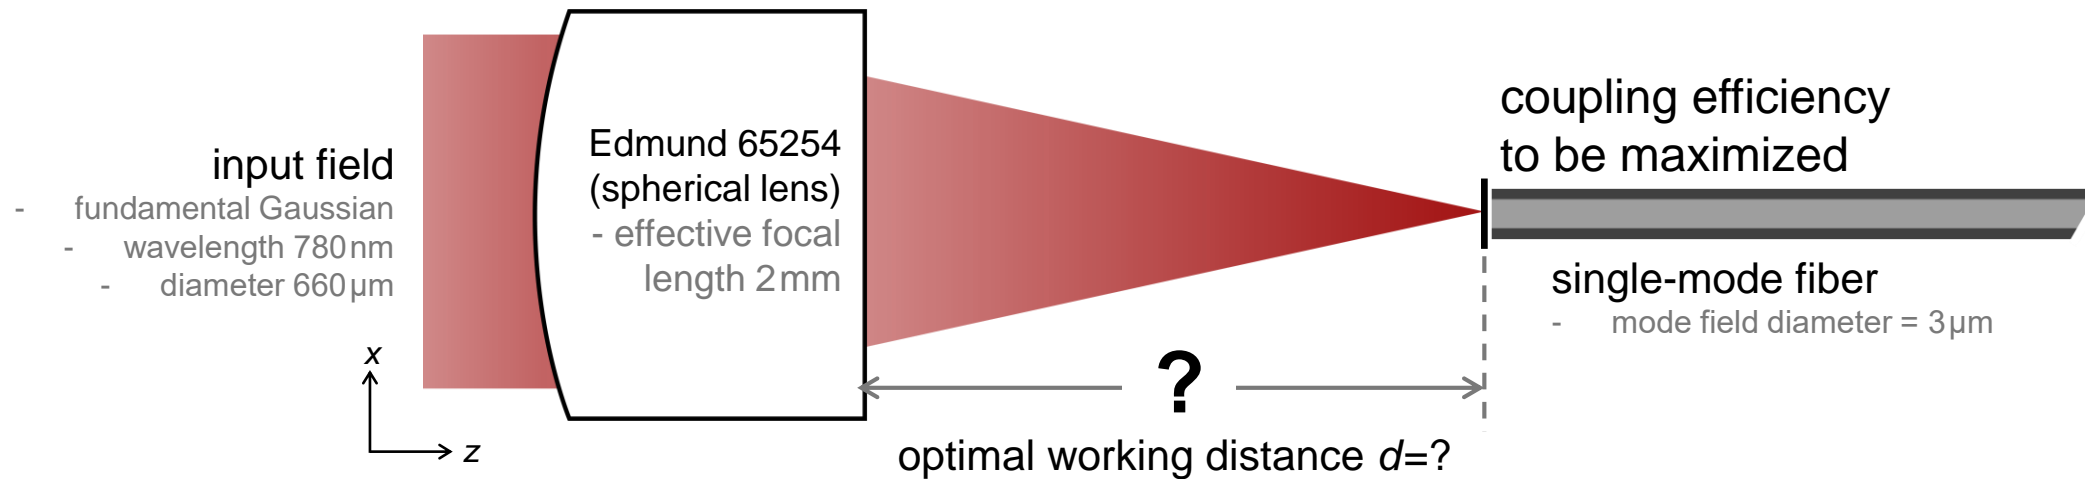 input field
- fundamental Gaussian
- wavelength 780 nm
- diameter 660 µm
x
z
Edmund 65254
(spherical lens)
- effective focal
length 2 mm
?
optimal working distance d=?
coupling efficiency
to be maximized
single-mode fiber
- mode field diameter = 3 µm